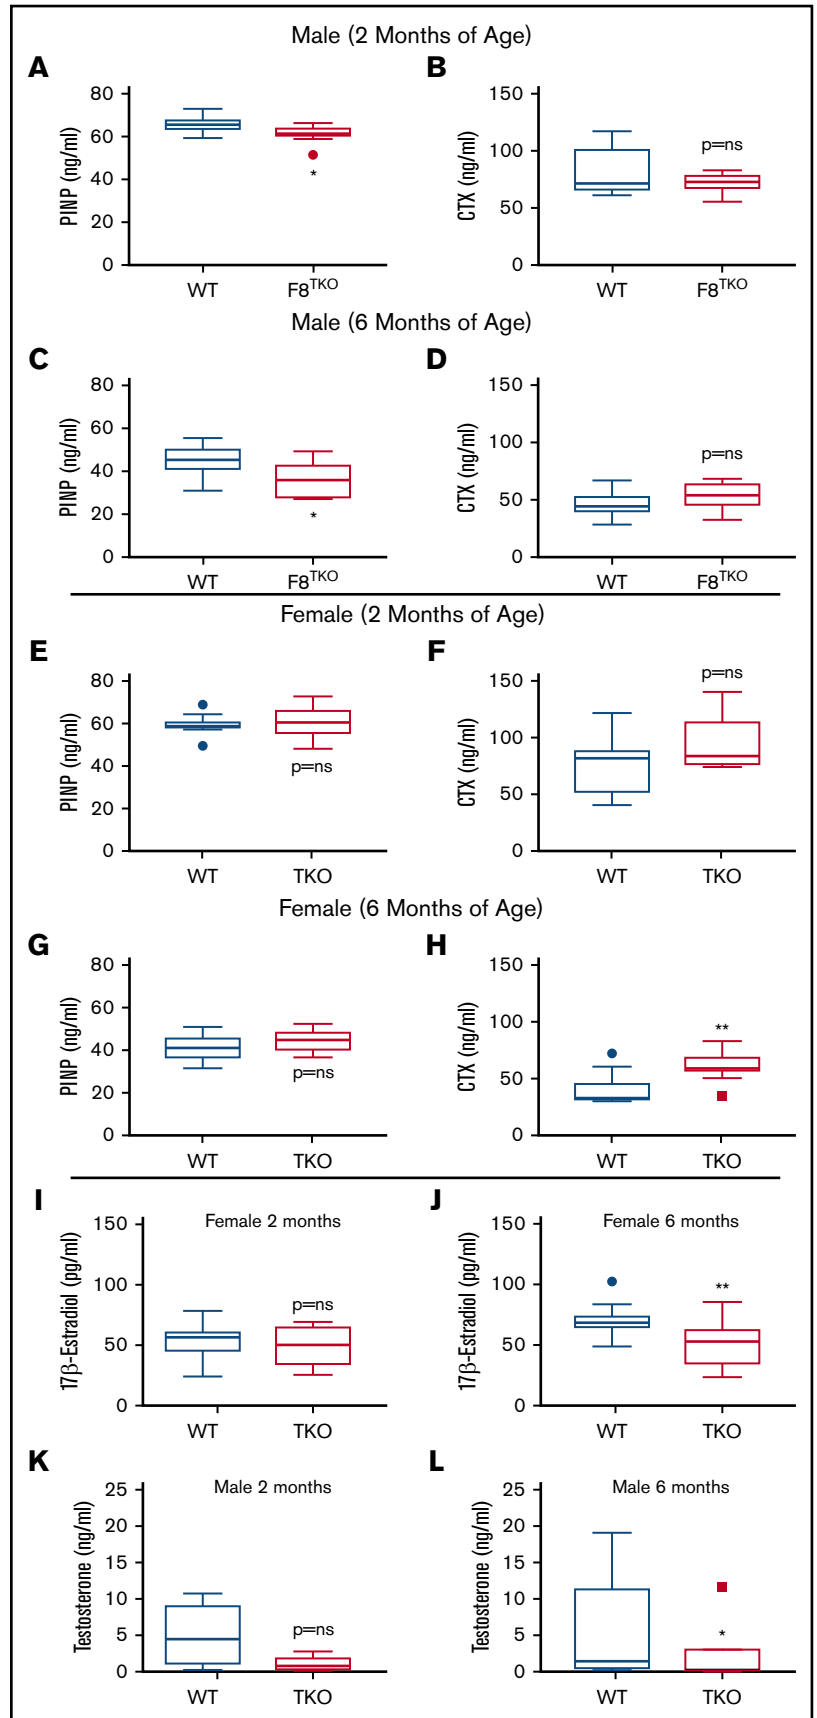 Male (2 Months of Age)
A
B
80
60
40
20
0
PINP (ng/ml)
*
WT
F8TKO
150
100
50
0
CTX (ng/ml)
p=ns
WT
F8TKO
Male (6 Months of Age)
C
D
80
60
40
20
0
PINP (ng/ml)
*
WT
F8TKO
150
100
50
0
CTX (ng/ml)
p=ns
WT
F8TKO
Female (2 Months of Age)
E
F
80
60
40
20
0
PINP (ng/ml)
p=ns
WT
TKO
150
100
50
0
CTX (ng/ml)
p=ns
WT
TKO
Female (6 Months of Age)
G
H
80
60
40
20
0
PINP (ng/ml)
p=ns
WT
TKO
150
100
50
0
CTX (ng/ml)
**
WT
TKO
I
J
Female 2 months
150
100
50
0
17β-Estradiol (pg/ml)
p=ns
WT
TKO
Female 6 months
150
100
50
0
17β-Estradiol (pg/ml)
**
WT
TKO
K
L
Male 2 months
25
20
15
10
5
0
Testosterone (ng/ml)
p=ns
WT
TKO
Male 6 months
25
20
15
10
5
0
Testosterone (ng/ml)
*
WT
TKO